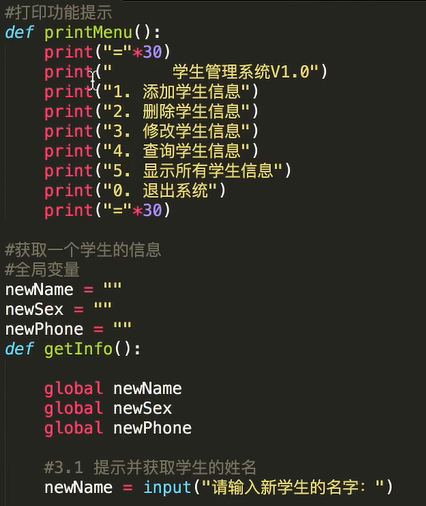 #打印功能提示
def printMenu():
    print("="*30)
    print("      学生管理系统V1.0")
    print("1. 添加学生信息")
    print("2. 删除学生信息")
    print("3. 修改学生信息")
    print("4. 查询学生信息")
    print("5. 显示所有学生信息")
    print("0. 退出系统")
    print("="*30)
#获取一个学生的信息
#全局变量
newName = ""
newSex = ""
newPhone = ""
def getInfo():
    global newName
    global newSex
    global newPhone
    #3.1 提示并获取学生的姓名
    newName = input("请输入新学生的名字：")